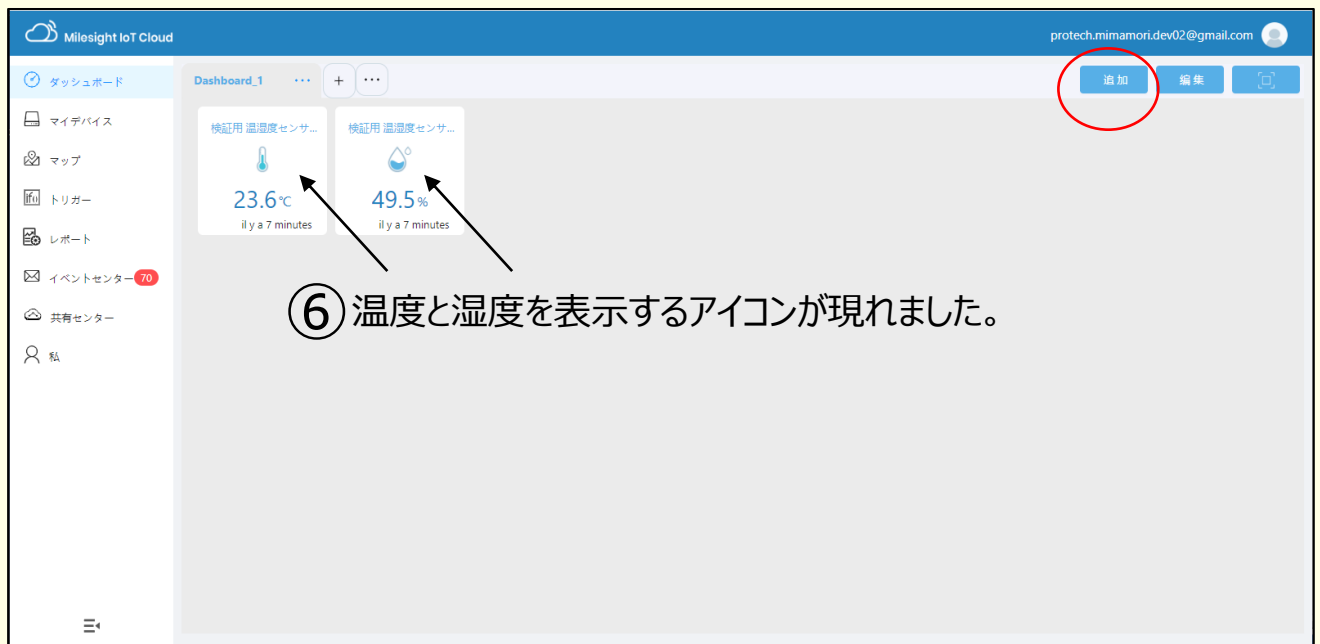 Milesight IoT Cloud
protech.mimamori.dev02@gmail.com
ダッシュボード
マイデバイス
マップ
トリガー
レポート
イベントセンター 70
共有センター
私
Dashboard_1 ... + ...
追加 編集
検証用 温湿度センサ... 検証用 温湿度センサ...
23.6℃ 49.5%
il y a 7 minutes il y a 7 minutes
⑥温度と湿度を表示するアイコンが現れました。